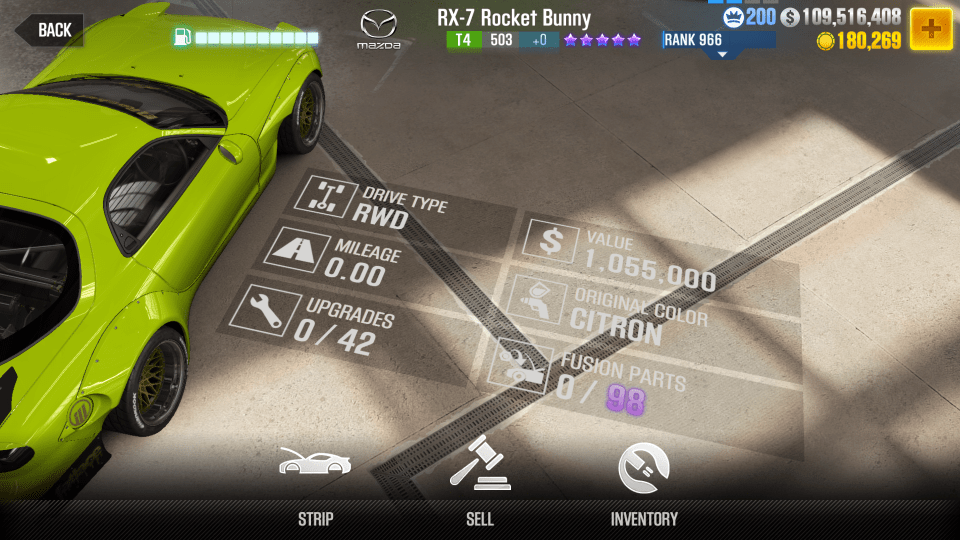 BACK
mazda
RX-7 Rocket Bunny
T4 503 +0
RANK 966
200 $ 109,516,408
180,269
DRIVE TYPE
RWD
MILEAGE
0.00
UPGRADES
0 / 42
$ VALUE
1,055,000
ORIGINAL COLOR
CITRON
FUSION PARTS
0 / 98
STRIP
SELL
INVENTORY